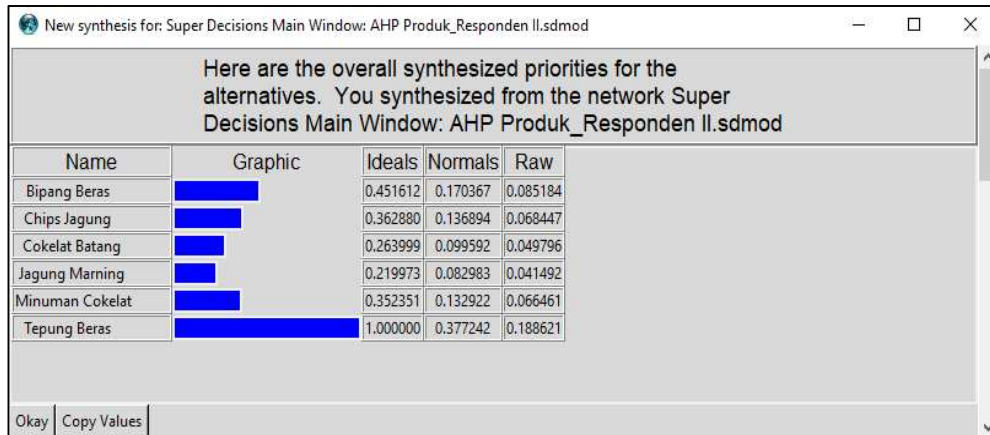 New synthesis for: Super Decisions Main Window: AHP Produk_Responden II.sdmod
Here are the overall synthesized priorities for the
alternatives. You synthesized from the network Super
Decisions Main Window: AHP Produk_Responden II.sdmod
Name Graphic Ideals Normals Raw
Bipang Beras 0.451612 0.170367 0.085184
Chips Jagung 0.362880 0.136894 0.068447
Cokelat Batang 0.263999 0.099592 0.049796
Jagung Marning 0.219973 0.082983 0.041492
Minuman Cokelat 0.352351 0.132922 0.066461
Tepung Beras 1.000000 0.377242 0.188621
Okay Copy Values